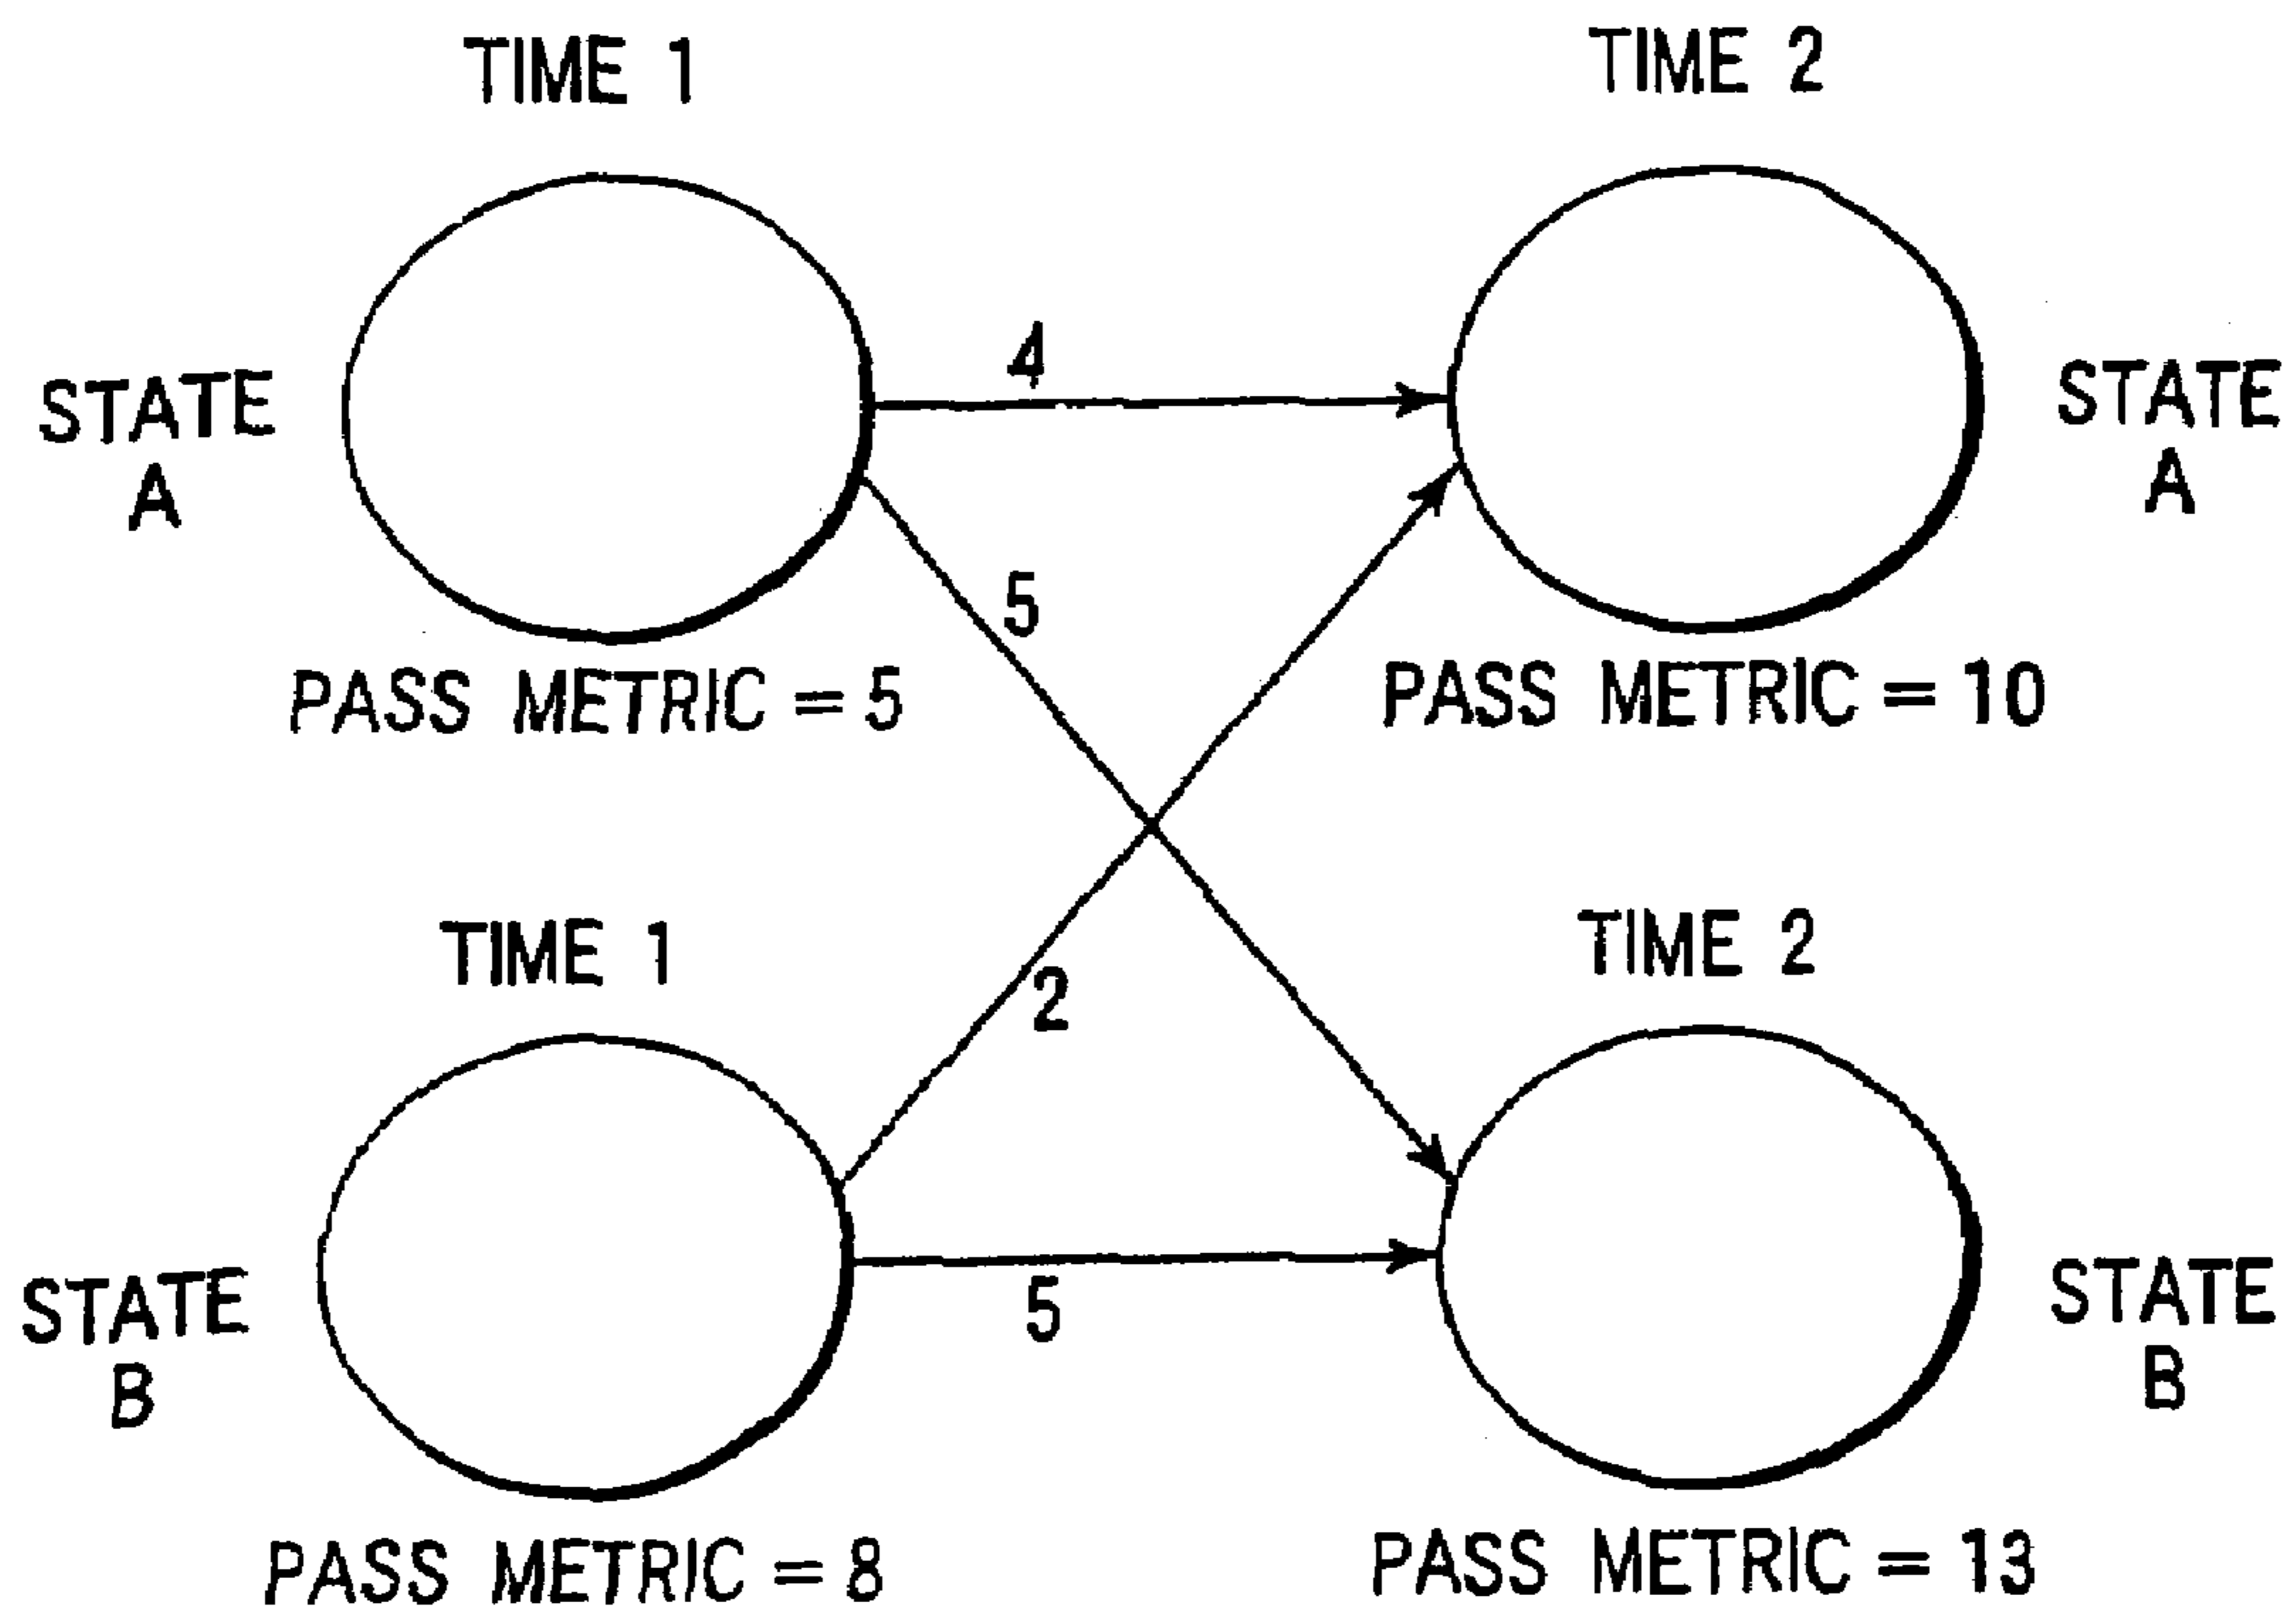 TIME 1
TIME 2
STATE
A
4
STATE
A
5
PASS METRIC = 5
PASS METRIC = 10
TIME 1
TIME 2
2
STATE
B
5
STATE
B
PASS METRIC = 8
PASS METRIC = 13